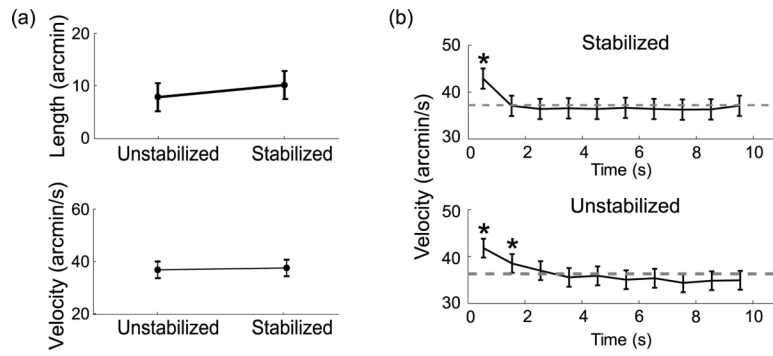 (a)
Length (arcmin)
20
10
0
Unstabilized Stabilized
Velocity (arcmin/s)
60
40
20
Unstabilized Stabilized
(b)
Velocity (arcmin/s)
Stabilized
50
40
30
*
0 2 4 6 8 10
Time (s)
Unstabilized
50
40
30
* *
0 2 4 6 8 10
Time (s)